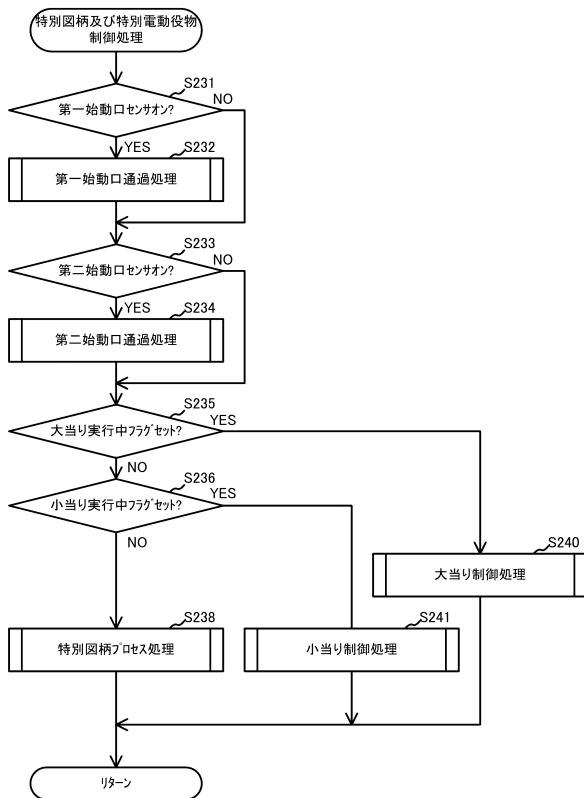 特別図柄及び特別電動役物
制御処理
S231
第一始動口センサオン?
NO
YES
S232
第一始動口通過処理
S233
第二始動口センサオン?
NO
YES
S234
第二始動口通過処理
S235
大当り実行中フラグセット?
YES
NO
S236
小当り実行中フラグセット?
YES
NO
S240
大当り制御処理
S238
特別図柄プロセス処理
S241
小当り制御処理
リターン